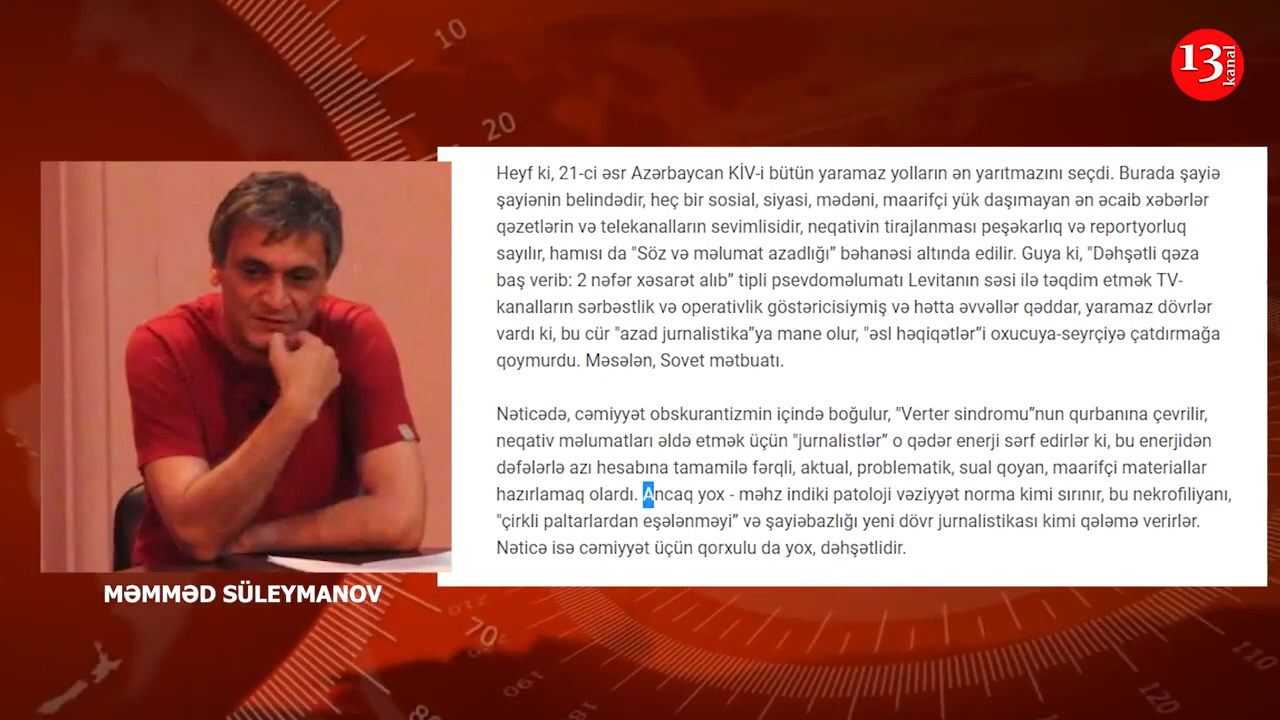 10
20
13
kanal
Heyf ki, 21-ci əsr Azərbaycan KİV-i bütün yaramaz yolların ən yarıtmazını seçdi. Burada şayiə
şayiənin belindədir, heç bir sosial, siyasi, mədəni, maarifçi yük daşımayan ən əcaib xəbərlər
qəzetlərin və telekanalların sevimlisidir, neqativin tirajlanması peşəkarlıq və reportyorluq
sayılır, hamısı da "Söz və məlumat azadlığı” bəhanəsi altında edilir. Guya ki, "Dəhşətli qəza
baş verib: 2 nəfər xəsarət alıb” tipli psevdoməlumatı Levitanın səsi ilə təqdim etmək TV-
kanalların sərbəstlik və operativlik göstəricisiymiş və hətta əvvəllər qəddar, yaramaz dövrlər
vardı ki, bu cür "azad jurnalistika”ya mane olur, "əsl həqiqətlər”i oxucuya-seyrçiyə çatdırmağa
qoymurdu. Məsələn, Sovet mətbuatı.
Nəticədə, cəmiyyət obskurantizmin içində boğulur, "Verter sindromu”nun qurbanına çevrilir,
neqativ məlumatları əldə etmək üçün "jurnalistlər” o qədər enerji sərf edirlər ki, bu enerjidən
dəfələrlə azı hesabına tamamilə fərqli, aktual, problematik, sual qoyan, maarifçi materiallar
hazırlamaq olardı. Ancaq yox - məhz indiki patoloji vəziyyət norma kimi sırınır, bu nekrofiliyanı,
"çirkli paltarlardan eşələnməyi” və şayiəbazlığı yeni dövr jurnalistikası kimi qələmə verirlər.
Nəticə isə cəmiyyət üçün qorxulu da yox, dəhşətlidir.
MƏMMƏD SÜLEYMANOV
70
80
160
110
120